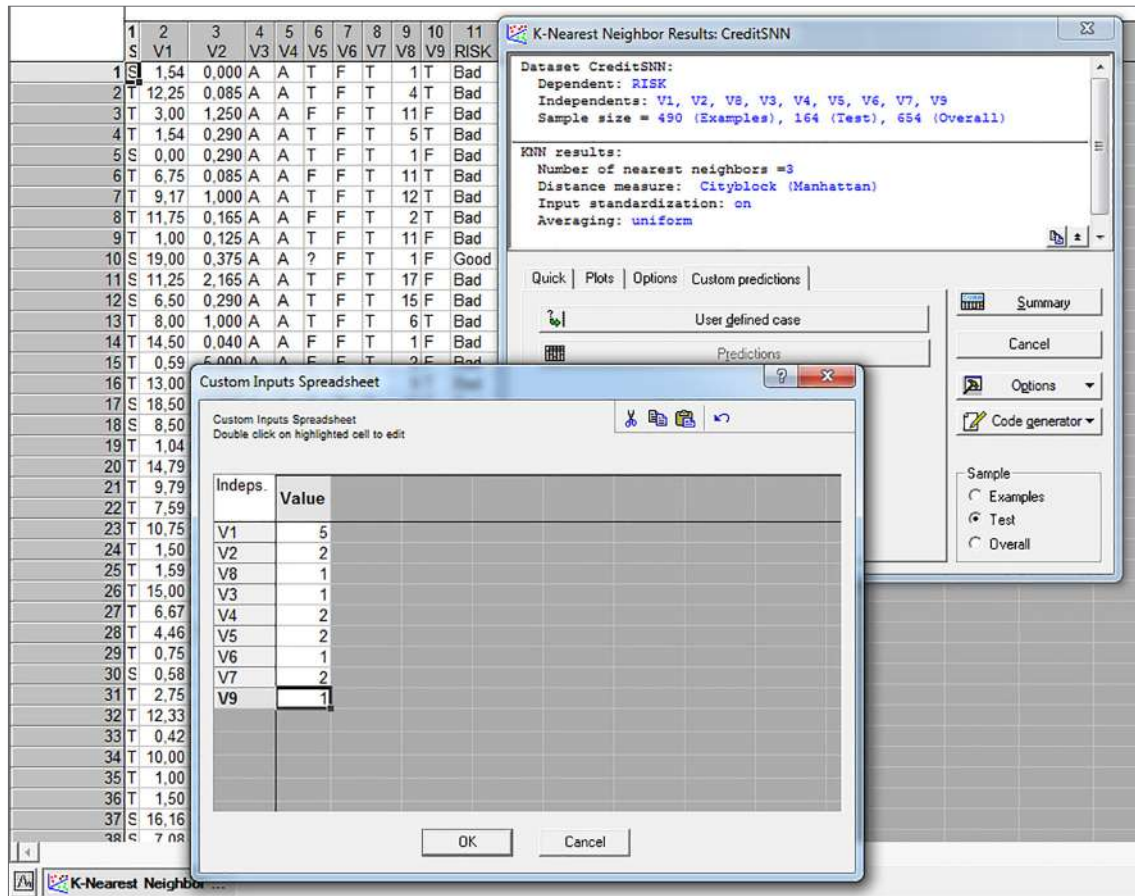 1 2 3 4 5 6 7 8 9 10 11
S V1 V2 V3 V4 V5 V6 V7 V8 V9 RISK
1 S 1,54 0,000 A A T F T 1 T Bad
2 T 12,25 0,085 A A T F T 4 T Bad
3 T 3,00 1,250 A A F F T 11 F Bad
4 T 1,54 0,290 A A T F T 5 T Bad
5 S 0,00 0,290 A A T F T 1 F Bad
6 T 6,75 0,085 A A T F T 11 T Bad
7 T 9,17 1,000 A A T F T 12 T Bad
8 T 11,75 0,165 A A F F T 2 T Bad
9 T 1,00 0,125 A A T F T 11 F Bad
10 S 19,00 0,375 A A ? F T 1 F Good
11 S 11,25 2,165 A A T F T 17 F Bad
12 S 6,50 0,290 A A T F T 15 F Bad
13 T 8,00 1,000 A A T F T 6 T Bad
14 T 14,50 0,040 A A F F T 1 F Bad
15 T 0,59 5,000 A A F F T 2 F Bad
16 T 13,00
17 S 18,50
18 S 8,50
19 T 1,04
20 T 14,79
21 T 9,79
22 T 7,59
23 T 10,75
24 T 1,50
25 T 1,59
26 T 15,00
27 T 6,67
28 T 4,46
29 T 0,75
30 S 0,58
31 T 2,75
32 T 12,33
33 T 0,42
34 T 10,00
35 T 1,00
36 T 1,50
37 S 16,16
38 S 7,08
K-Nearest Neighbor ...
K-Nearest Neighbor Results: CreditSNN
Dataset CreditSNN:
Dependent: RISK
Independents: V1, V2, V8, V3, V4, V5, V6, V7, V9
Sample size = 490 (Examples), 164 (Test), 654 (Overall)
KNN results:
Number of nearest neighbors =3
Distance measure: Cityblock (Manhattan)
Input standardization: on
Averaging: uniform
Quick Plots Options Custom predictions
User defined case
Predictions
Summary
Cancel
Options
Code generator
Sample
Examples
Test
Overall
Custom Inputs Spreadsheet
Custom Inputs Spreadsheet
Double click on highlighted cell to edit
Indeps. Value
V1 5
V2 2
V8 1
V3 1
V4 2
V5 2
V6 1
V7 2
V9 1
OK Cancel